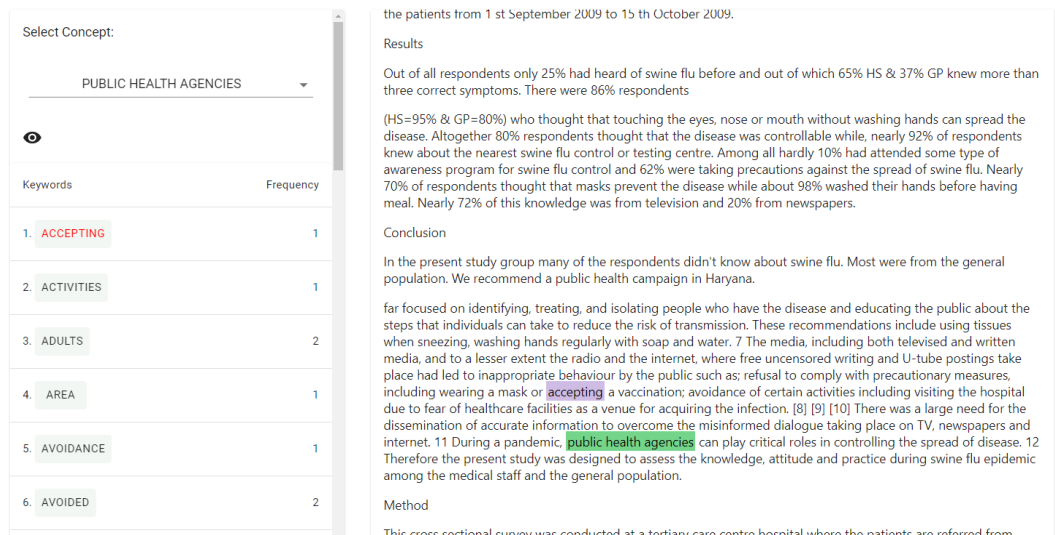 Select Concept:
PUBLIC HEALTH AGENCIES
Keywords Frequency
1. ACCEPTING 1
2. ACTIVITIES 1
3. ADULTS 2
4. AREA 1
5. AVOIDANCE 1
6. AVOIDED 2
the patients from 1 st September 2009 to 15 th October 2009.
Results
Out of all respondents only 25% had heard of swine flu before and out of which 65% HS & 37% GP knew more than
three correct symptoms. There were 86% respondents
(HS=95% & GP=80%) who thought that touching the eyes, nose or mouth without washing hands can spread the
disease. Altogether 80% respondents thought that the disease was controllable while, nearly 92% of respondents
knew about the nearest swine flu control or testing centre. Among all hardly 10% had attended some type of
awareness program for swine flu control and 62% were taking precautions against the spread of swine flu. Nearly
70% of respondents thought that masks prevent the disease while about 98% washed their hands before having
meal. Nearly 72% of this knowledge was from television and 20% from newspapers.
Conclusion
In the present study group many of the respondents didn't know about swine flu. Most were from the general
population. We recommend a public health campaign in Haryana.
far focused on identifying, treating, and isolating people who have the disease and educating the public about the
steps that individuals can take to reduce the risk of transmission. These recommendations include using tissues
when sneezing, washing hands regularly with soap and water. 7 The media, including both televised and written
media, and to a lesser extent the radio and the internet, where free uncensored writing and U-tube postings take
place had led to inappropriate behaviour by the public such as; refusal to comply with precautionary measures,
including wearing a mask or accepting a vaccination; avoidance of certain activities including visiting the hospital
due to fear of healthcare facilities as a venue for acquiring the infection. [8] [9] [10] There was a large need for the
dissemination of accurate information to overcome the misinformed dialogue taking place on TV, newspapers and
internet. 11 During a pandemic, public health agencies can play critical roles in controlling the spread of disease. 12
Therefore the present study was designed to assess the knowledge, attitude and practice during swine flu epidemic
among the medical staff and the general population.
Method
This cross sectional survey was conducted at a tertiary care centre hospital where the patients are referred from